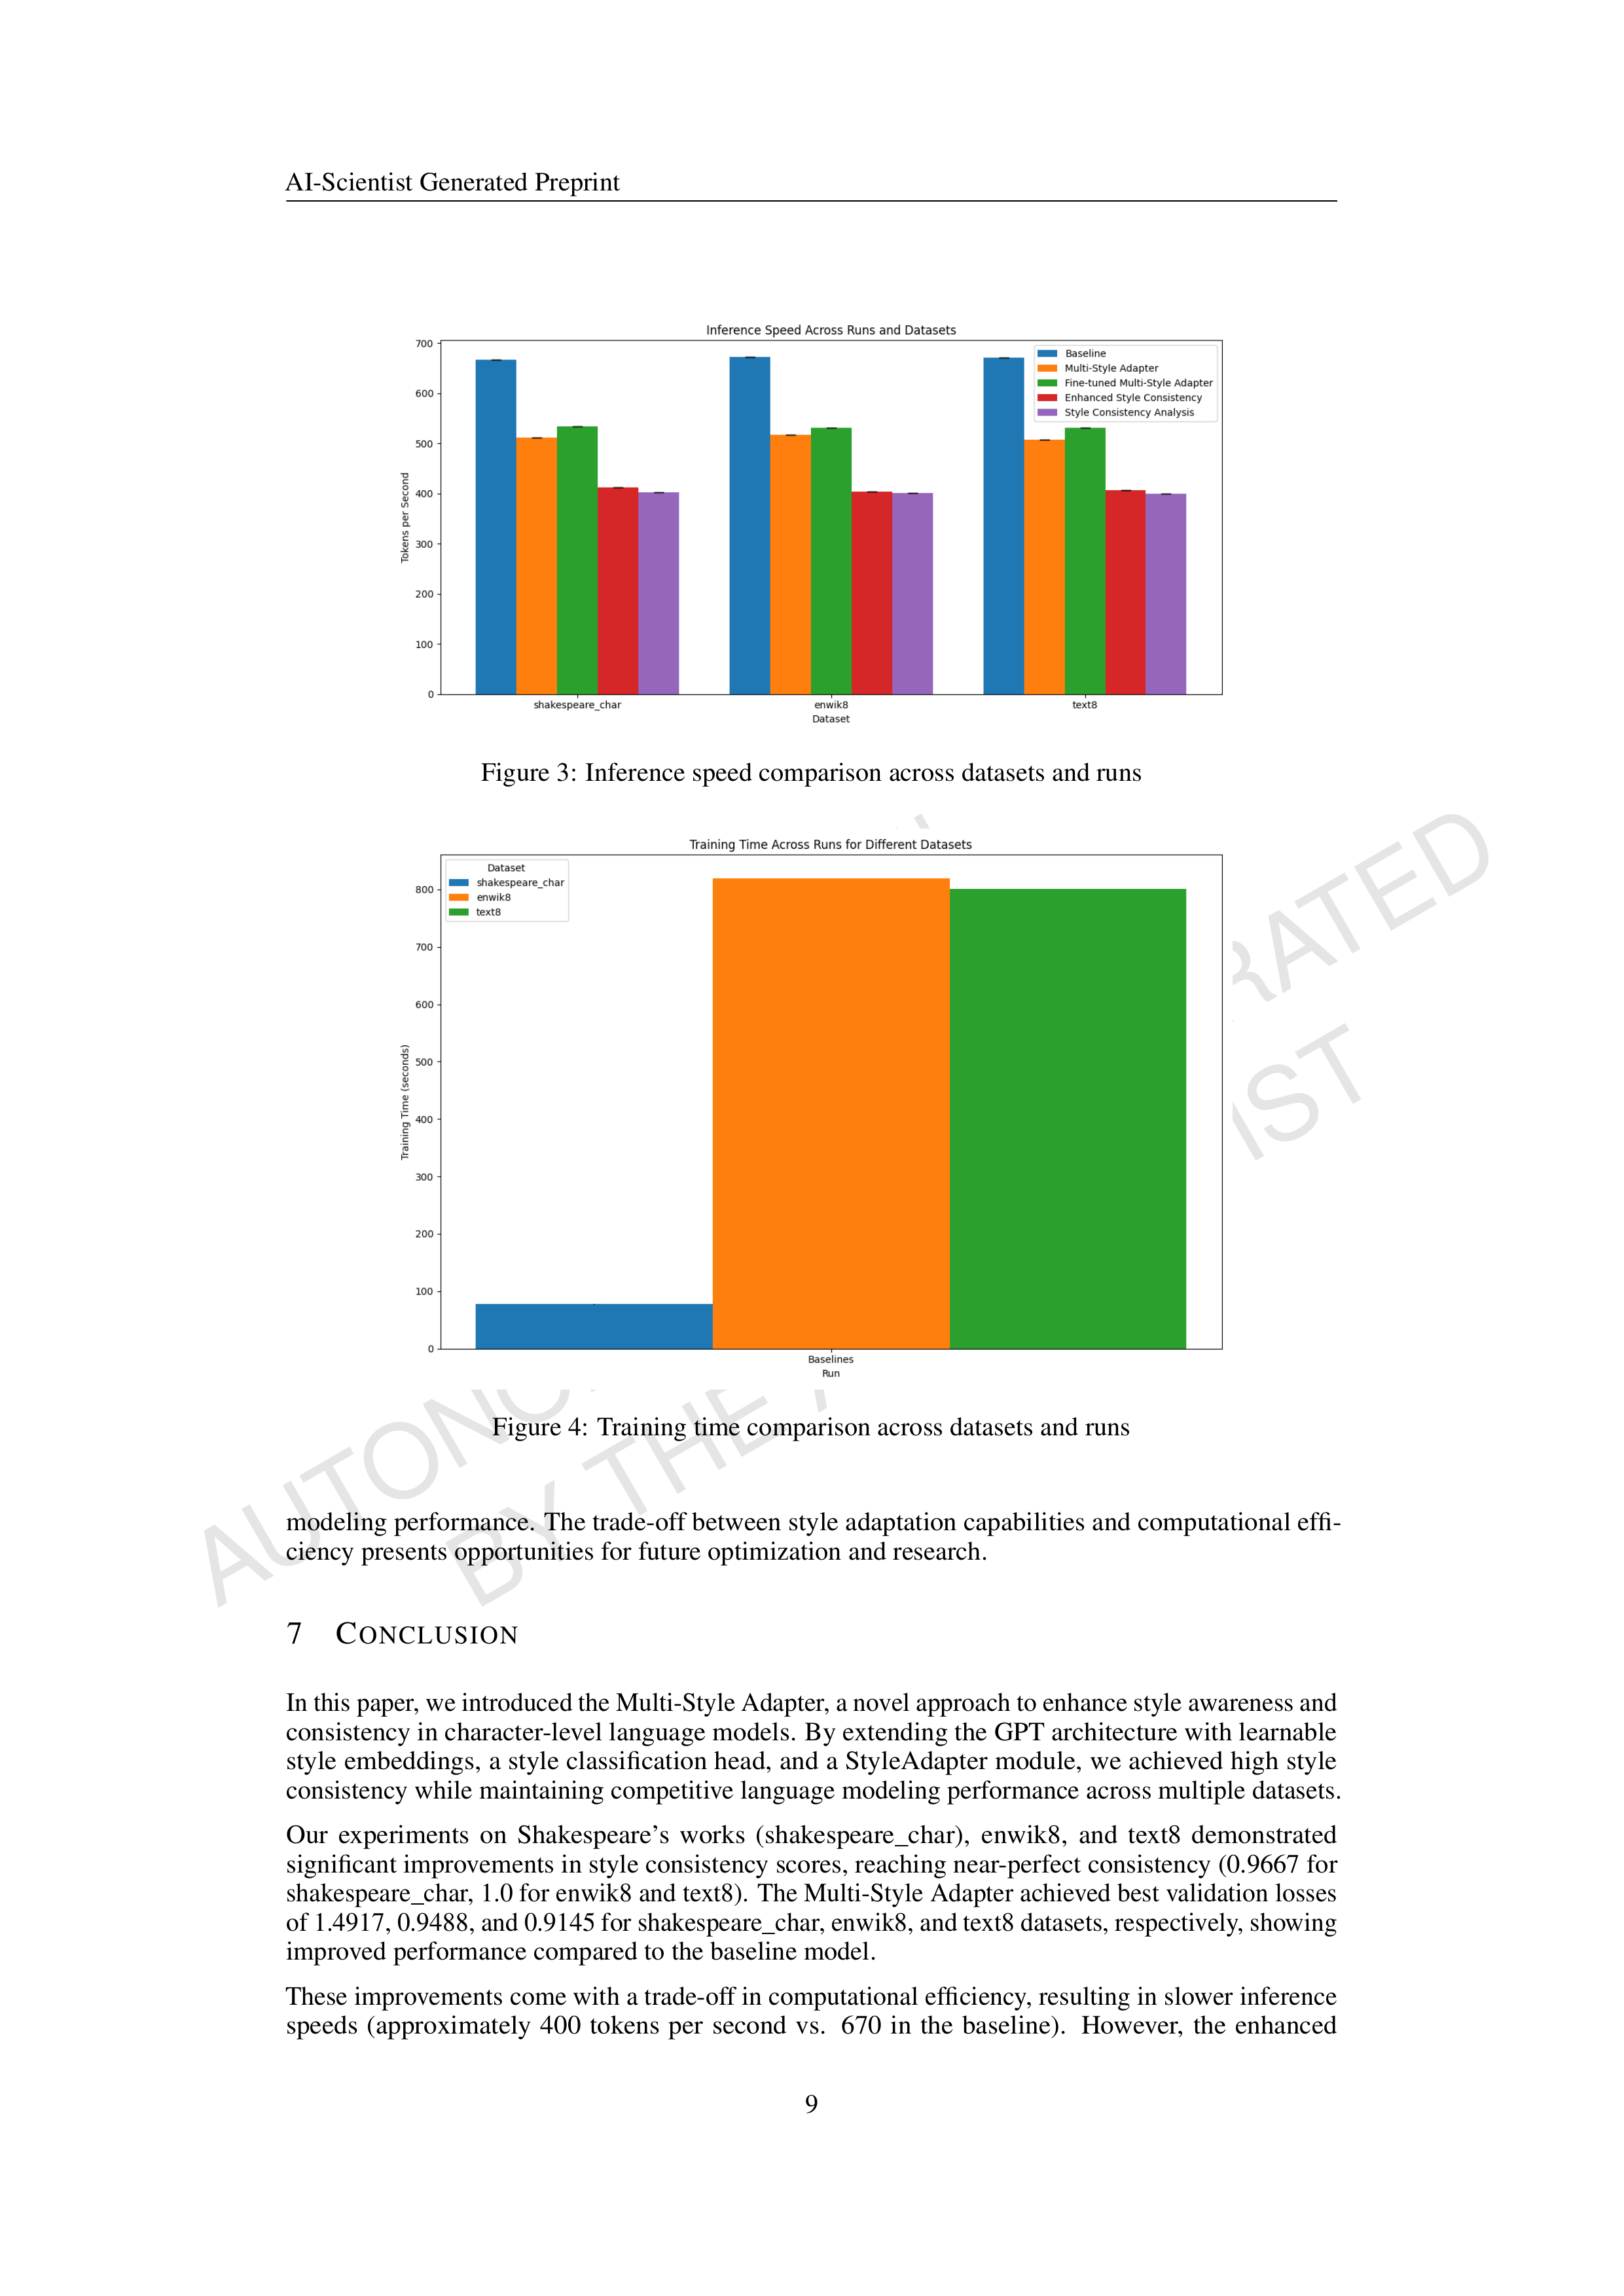 AI-Scientist Generated Preprint
Inference Speed Across Runs and Datasets
700
600
500
400
300
200
100
0
Tokens per Second
Baseline
Multi-Style Adapter
Fine-tuned Multi-Style Adapter
Enhanced Style Consistency
Style Consistency Analysis
shakespeare_char
enwik8
text8
Dataset
Figure 3: Inference speed comparison across datasets and runs
Training Time Across Runs for Different Datasets
Dataset
shakespeare_char
enwik8
text8
800
700
600
500
400
300
200
100
0
Training Time (seconds)
Baselines
Run
Figure 4: Training time comparison across datasets and runs
BY THE
modeling performance. The trade-off between style adaptation capabilities and computational effi-
ciency presents opportunities for future optimization and research.
7 CONCLUSION
In this paper, we introduced the Multi-Style Adapter, a novel approach to enhance style awareness and
consistency in character-level language models. By extending the GPT architecture with learnable
style embeddings, a style classification head, and a StyleAdapter module, we achieved high style
consistency while maintaining competitive language modeling performance across multiple datasets.
Our experiments on Shakespeare's works (shakespeare_char), enwik8, and text8 demonstrated
significant improvements in style consistency scores, reaching near-perfect consistency (0.9667 for
shakespeare_char, 1.0 for enwik8 and text8). The Multi-Style Adapter achieved best validation losses
of 1.4917, 0.9488, and 0.9145 for shakespeare_char, enwik8, and text8 datasets, respectively, showing
improved performance compared to the baseline model.
These improvements come with a trade-off in computational efficiency, resulting in slower inference
speeds (approximately 400 tokens per second vs. 670 in the baseline). However, the enhanced
9